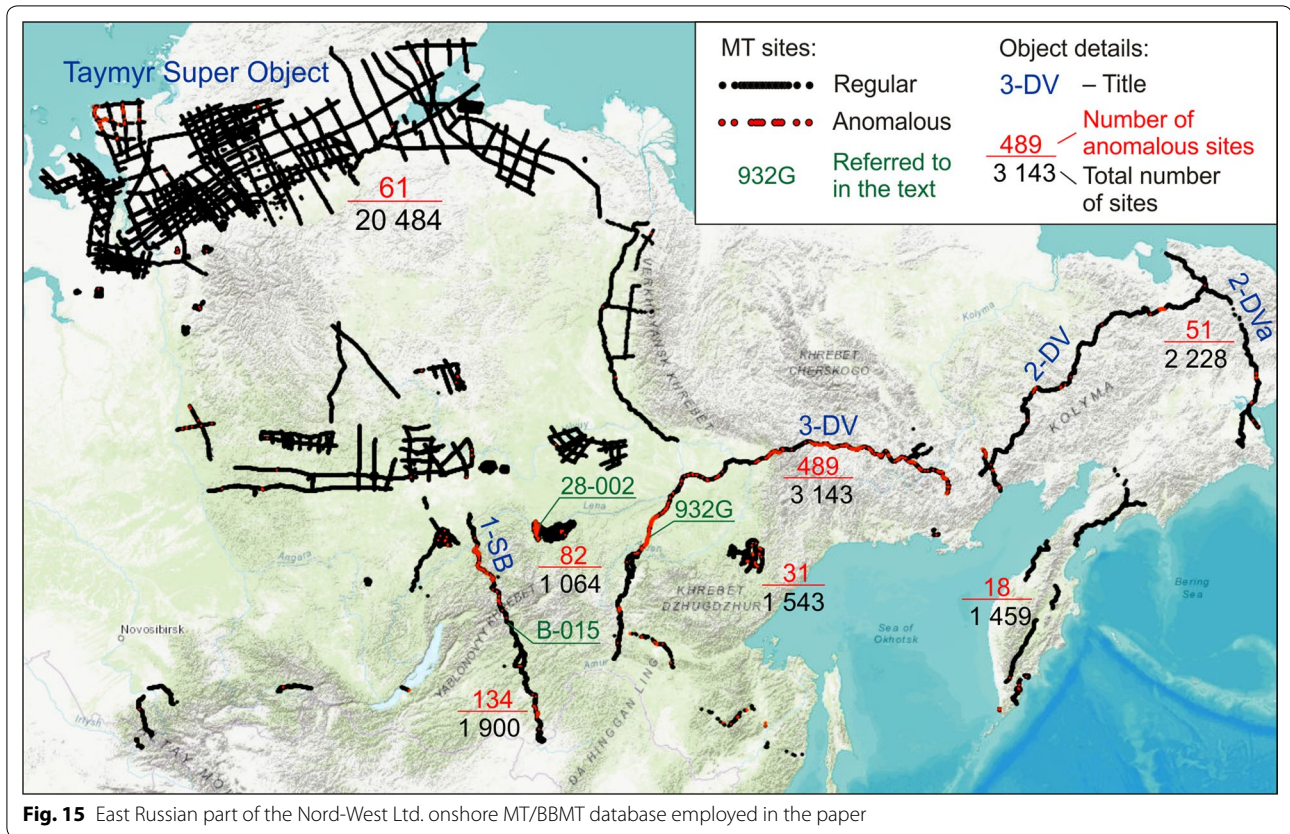 Taymyr Super Object
MT sites:
Regular
Anomalous
932G
Referred to
in the text
Object details:
3-DV – Title
489
3 143
Number of
anomalous sites
Total number
of sites
61
20 484
VERKHOYANSK KHREBET
Kolyma
KHREBET
CHERSKOGO
2-DV
2-DVa
51
2 228
KOLYMA
3-DV
489
3 143
28-002
Lena
932G
1-SB
82
1 064
Angara
31
1 543
KHREBET
DZHUGDZHUR
18
1 459
Bering
Sea
Sea of
Okhotsk
Novosibirsk
B-015
YABLONOVYY KHREBET
Amur
134
1 900
DA HINGGAN LING
Irtysh
Fig. 15 East Russian part of the Nord-West Ltd. onshore MT/BBMT database employed in the paper